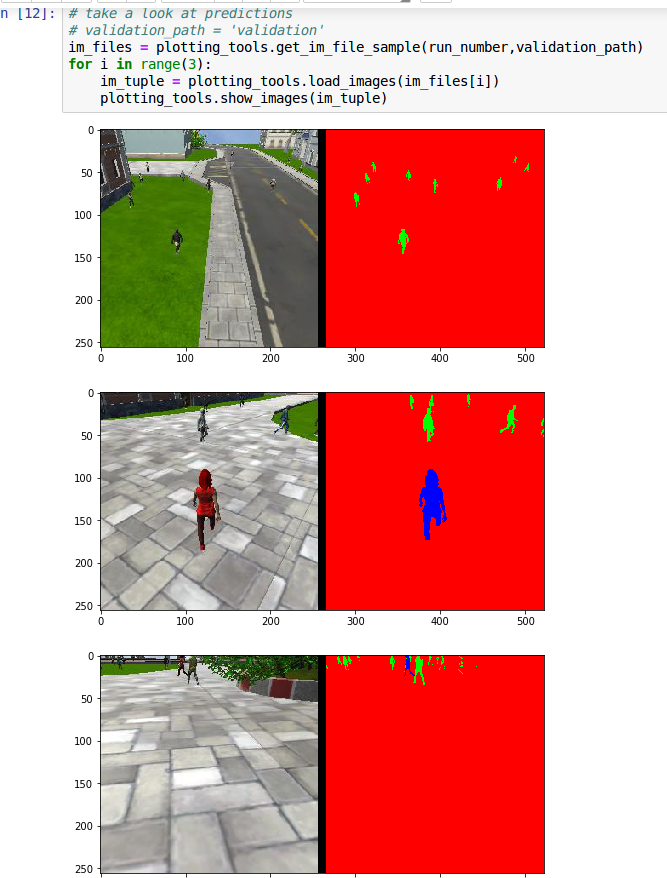 n [12]: # take a look at predictions
# validation_path = 'validation'
im_files = plotting_tools.get_im_file_sample(run_number,validation_path)
for i in range(3):
im_tuple = plotting_tools.load_images(im_files[i])
plotting_tools.show_images(im_tuple)
0
50
100
150
200
250
0 100 200 300 400 500
0
50
100
150
200
250
0 100 200 300 400 500
0
50
100
150
200
250